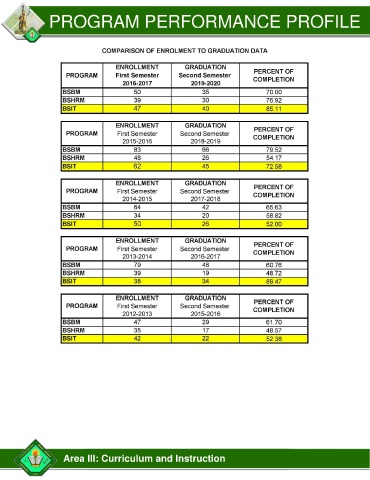 PROGRAM PERFORMANCE PROFILE
COMPARISON OF ENROLMENT TO GRADUATION DATA
PROGRAM ENROLLMENT First Semester 2016-2017 GRADUATION Second Semester 2019-2020 PERCENT OF COMPLETION
BSBM 50 35 70.00
BSHRM 39 30 76.92
BSIT 47 40 85.11
PROGRAM ENROLLMENT First Semester 2015-2016 GRADUATION Second Semester 2018-2019 PERCENT OF COMPLETION
BSBM 83 66 79.52
BSHRM 48 26 54.17
BSIT 62 45 72.58
PROGRAM ENROLLMENT First Semester 2014-2015 GRADUATION Second Semester 2017-2018 PERCENT OF COMPLETION
BSBM 64 42 65.63
BSHRM 34 20 58.82
BSIT 50 26 52.00
PROGRAM ENROLLMENT First Semester 2013-2014 GRADUATION Second Semester 2016-2017 PERCENT OF COMPLETION
BSBM 79 48 60.76
BSHRM 39 19 48.72
BSIT 38 34 89.47
PROGRAM ENROLLMENT First Semester 2012-2013 GRADUATION Second Semester 2015-2016 PERCENT OF COMPLETION
BSBM 47 29 61.70
BSHRM 35 17 48.57
BSIT 42 22 52.38
Area III: Curriculum and Instruction